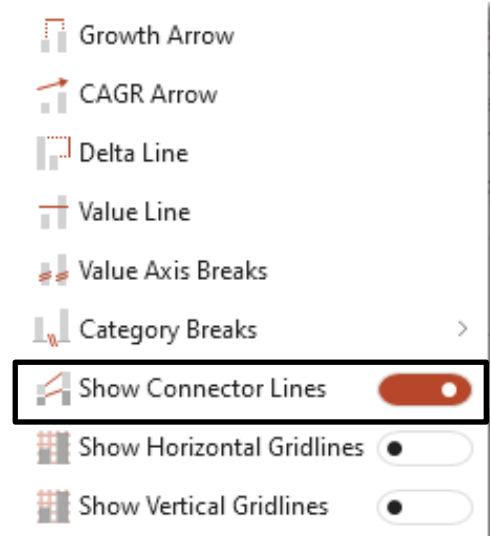 Growth Arrow
CAGR Arrow
Delta Line
Value Line
Value Axis Breaks
Category Breaks
Show Connector Lines
Show Horizontal Gridlines
Show Vertical Gridlines